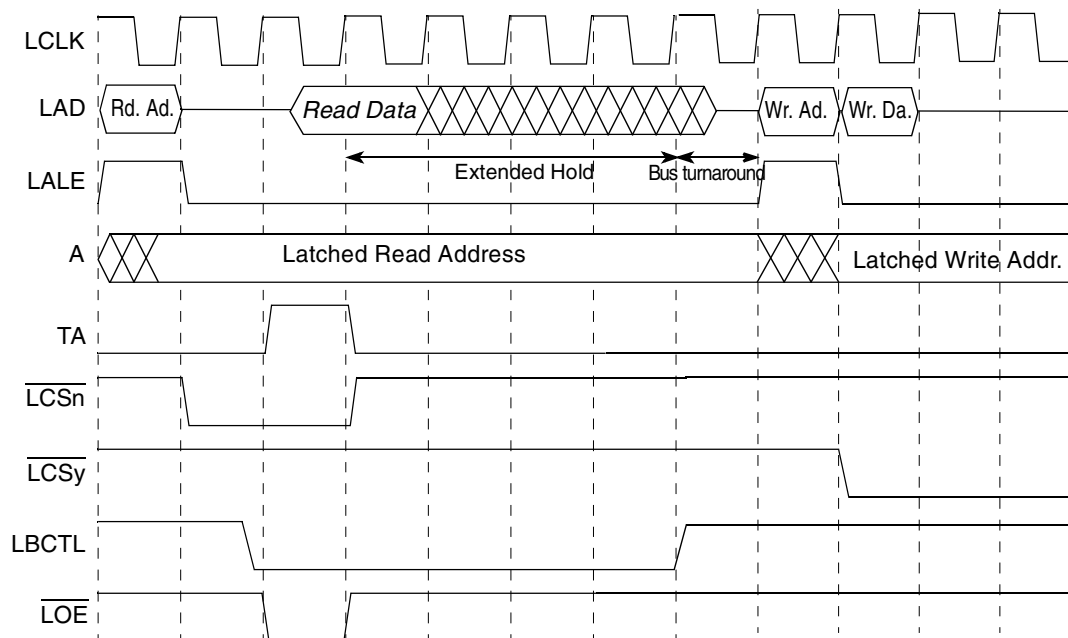 LCLK
LAD Rd. Ad. Read Data Wr. Ad. Wr. Da.
Extended Hold Bus turnaround
LALE
A Latched Read Address Latched Write Addr.
TA
LCSn
LCSy
LBCTL
LOE